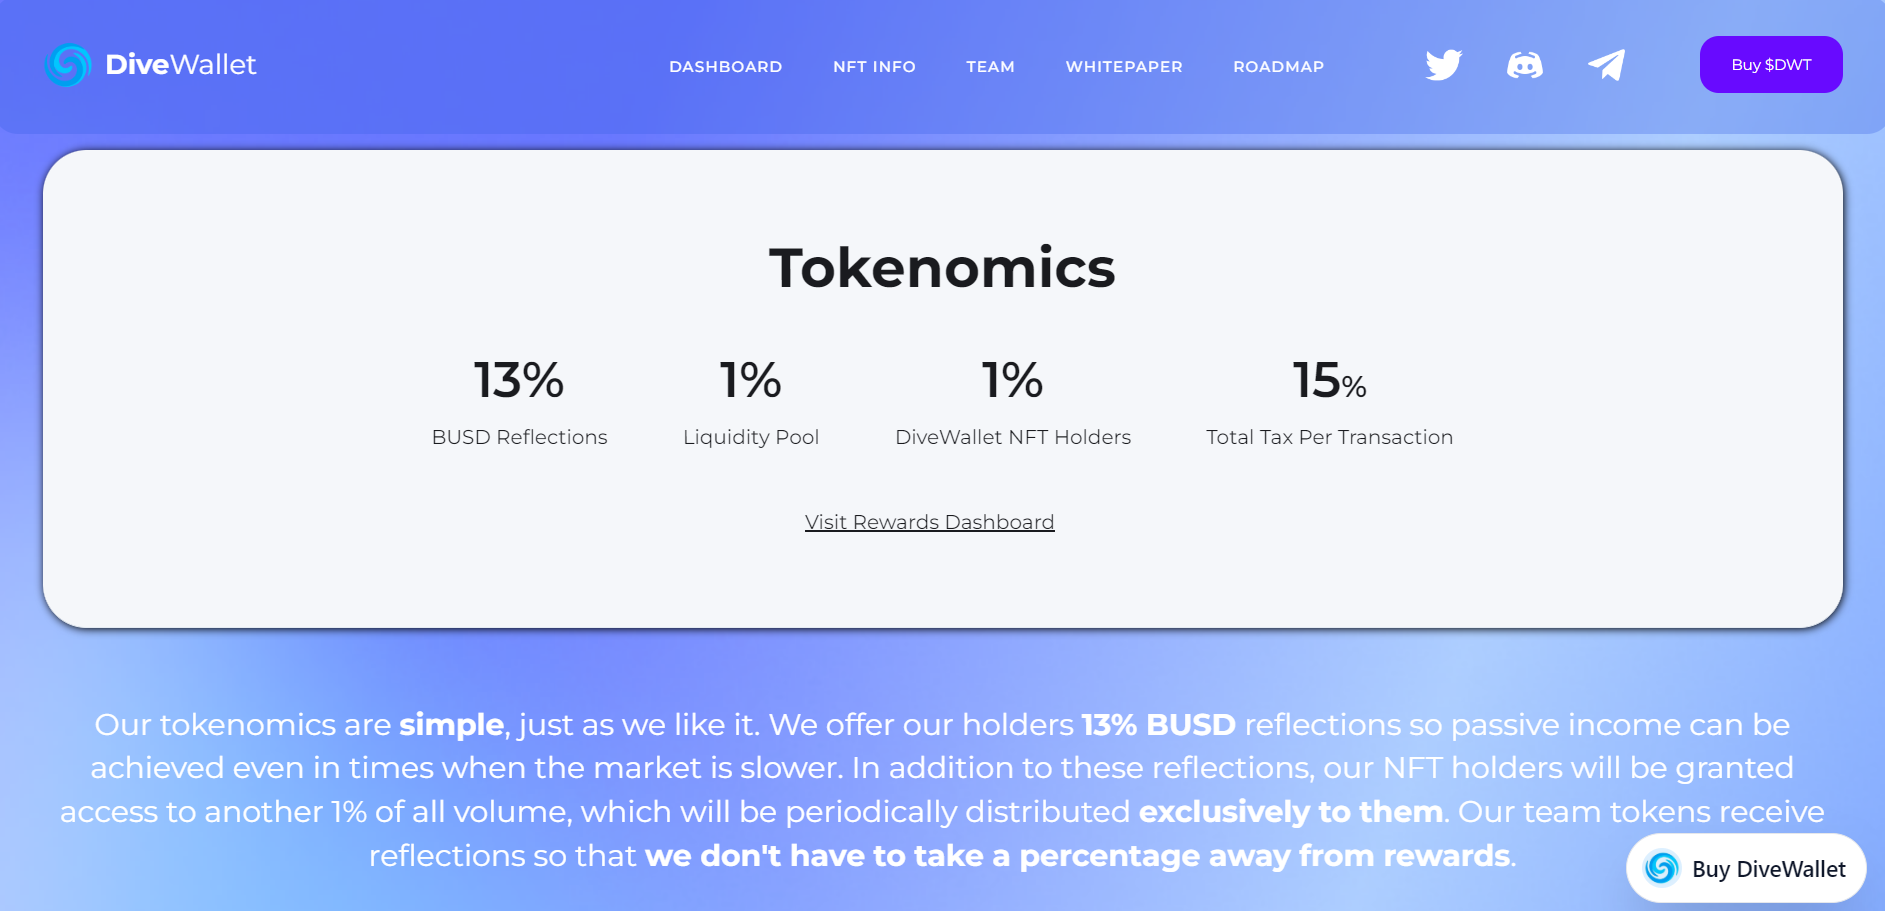 DiveWallet
DASHBOARD NFT INFO TEAM WHITEPAPER ROADMAP
Buy $DWT
Tokenomics
13% 1% 1% 15%
BUSD Reflections Liquidity Pool DiveWallet NFT Holders Total Tax Per Transaction
Visit Rewards Dashboard
Our tokenomics are simple, just as we like it. We offer our holders 13% BUSD reflections so passive income can be
achieved even in times when the market is slower. In addition to these reflections, our NFT holders will be granted
access to another 1% of all volume, which will be periodically distributed exclusively to them. Our team tokens receive
reflections so that we don't have to take a percentage away from rewards.
Buy DiveWallet